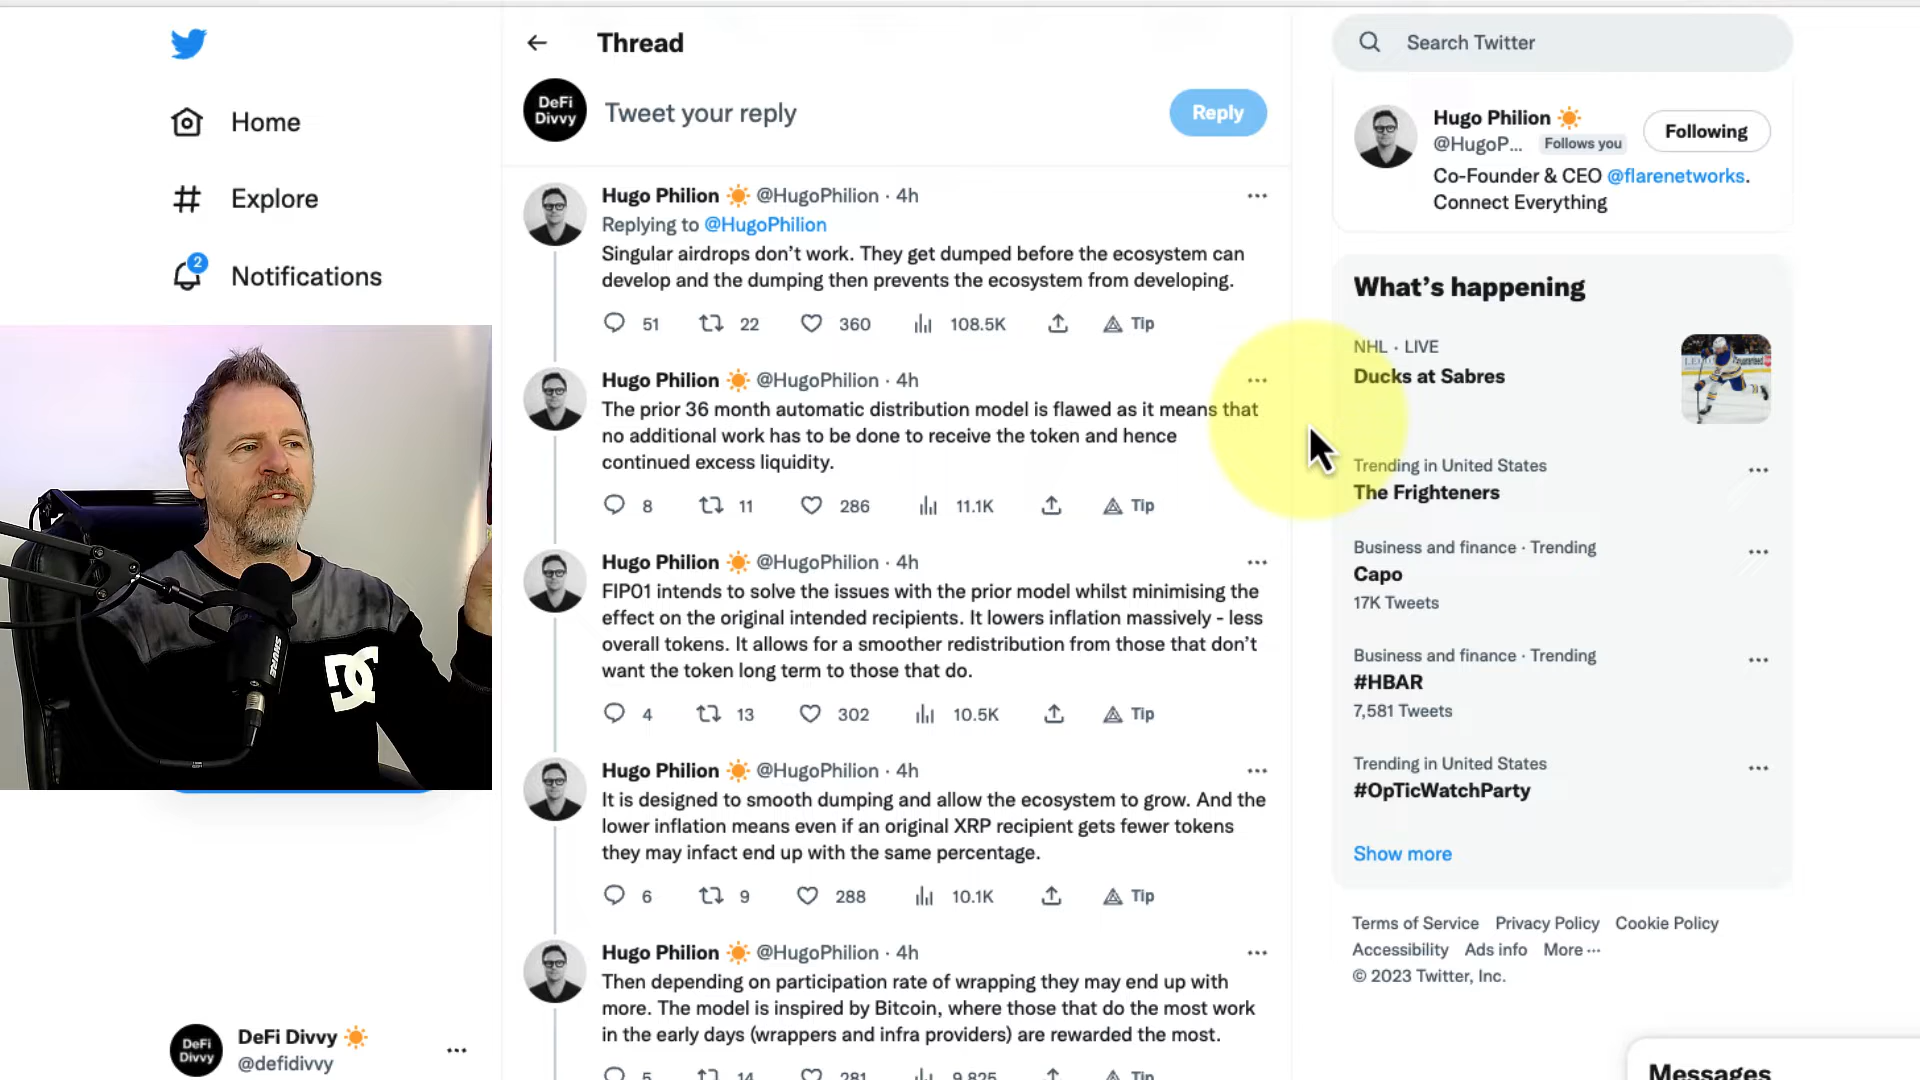 Home
Explore
2
Notifications
DeFi Divvy
@defidivvy
DeFi
Divvy
Thread
DeFi
Divvy
Tweet your reply
Reply
Hugo Philion @HugoPhilion · 4h
Replying to @HugoPhilion
Singular airdrops don't work. They get dumped before the ecosystem can
develop and the dumping then prevents the ecosystem from developing.
51 22 360 108.5K Tip
Hugo Philion @HugoPhilion · 4h
The prior 36 month automatic distribution model is flawed as it means that
no additional work has to be done to receive the token and hence
continued excess liquidity.
8 11 286 11.1K Tip
Hugo Philion @HugoPhilion · 4h
FIP01 intends to solve the issues with the prior model whilst minimising the
effect on the original intended recipients. It lowers inflation massively - less
overall tokens. It allows for a smoother redistribution from those that don't
want the token long term to those that do.
4 13 302 10.5K Tip
Hugo Philion @HugoPhilion · 4h
It is designed to smooth dumping and allow the ecosystem to grow. And the
lower inflation means even if an original XRP recipient gets fewer tokens
they may infact end up with the same percentage.
6 9 288 10.1K Tip
Hugo Philion @HugoPhilion · 4h
Then depending on participation rate of wrapping they may end up with
more. The model is inspired by Bitcoin, where those that do the most work
in the early days (wrappers and infra providers) are rewarded the most.
5 14 281 9,825 Tip
Search Twitter
Hugo Philion
@HugoP... Follows you
Following
Co-Founder & CEO @flarenetworks.
Connect Everything
What's happening
NHL · LIVE
Ducks at Sabres
Trending in United States
The Frighteners
Business and finance · Trending
Capo
17K Tweets
Business and finance · Trending
#HBAR
7,581 Tweets
Trending in United States
#OpTicWatchParty
Show more
Terms of Service Privacy Policy Cookie Policy
Accessibility Ads info More ···
© 2023 Twitter, Inc.
Messages
SHURE
DC